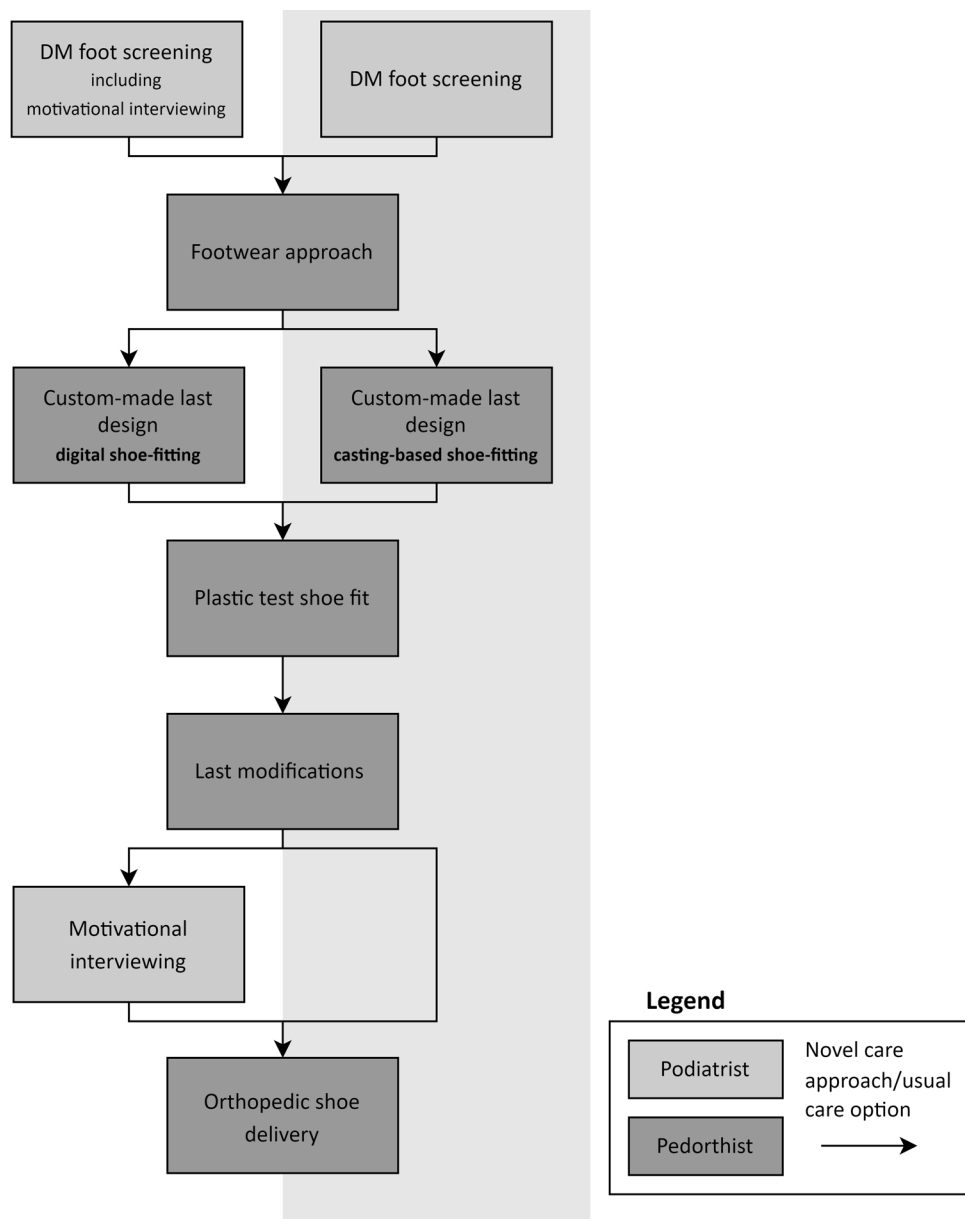 DM foot screening
including
motivational interviewing
DM foot screening
Footwear approach
Custom-made last
design
digital shoe-fitting
Custom-made last
design
casting-based shoe-fitting
Plastic test shoe fit
Last modifications
Motivational
interviewing
Orthopedic shoe
delivery
Legend
Podiatrist
Pedorthist
Novel care
approach/usual
care option